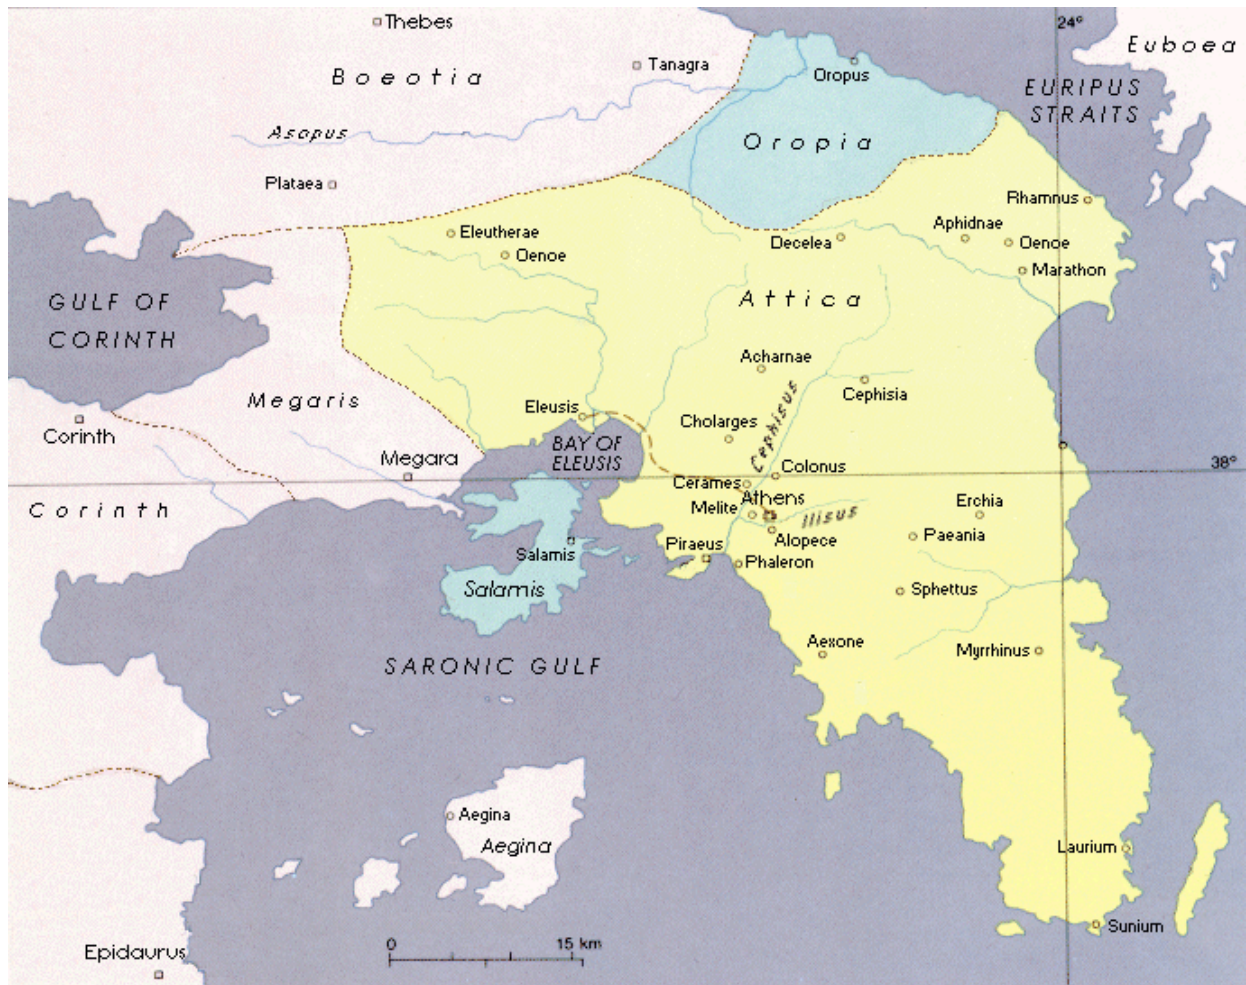 Thebes
24°
Euboea
Boeotia
Tanagra
Oropus
EURIPUS
STRAITS
Asopus
Oropia
Plataea
Rhamnus
Eleutherae
Oenoe
Decelea
Aphidnae
Oenoe
Marathon
GULF OF
CORINTH
Attica
Acharnae
Cephisia
Megaris
Eleusis
Cholarges
Cephisus
Corinth
BAY OF
ELEUSIS
Megara
Colonus
38°
Cerames
Athens
Melite
Ilisus
Erchia
Corinth
Alopece
Paeania
Piraeus
Phaleron
Salamis
Salamis
Sphettus
SARONIC GULF
Aexone
Myrrhinus
Aegina
Aegina
Laurium
Sunium
0
15 km
Epidaurus